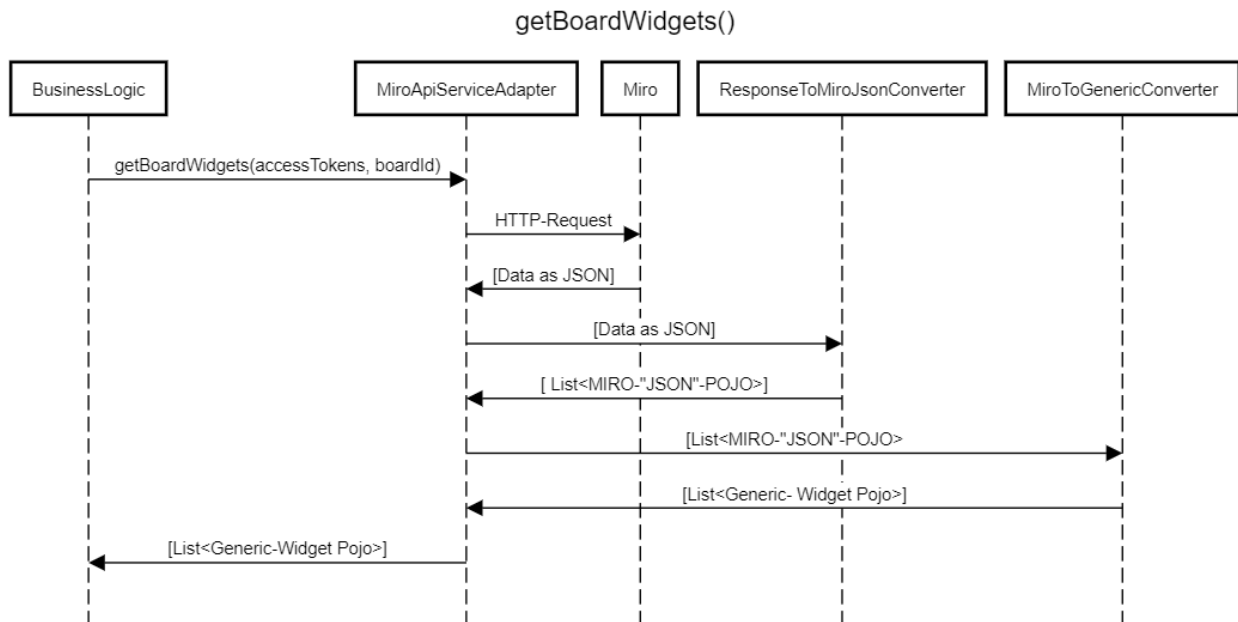 getBoardWidgets()
BusinessLogic
MiroApiServiceAdapter
Miro
ResponseToMiroJsonConverter
MiroToGenericConverter
getBoardWidgets(accessTokens, boardId)
HTTP-Request
[Data as JSON]
[Data as JSON]
[ List<MIRO-"JSON"-POJO>]
[List<MIRO-"JSON"-POJO>
[List<Generic- Widget Pojo>]
[List<Generic-Widget Pojo>]